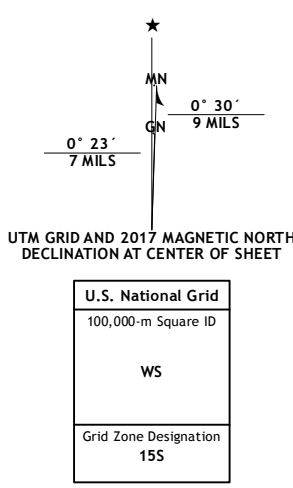 ★
MN
0° 30´
9 MILS
GN
0° 23´
7 MILS
UTM GRID AND 2017 MAGNETIC NORTH
DECLINATION AT CENTER OF SHEET
U.S. National Grid
100,000-m Square ID
WS
Grid Zone Designation
15S